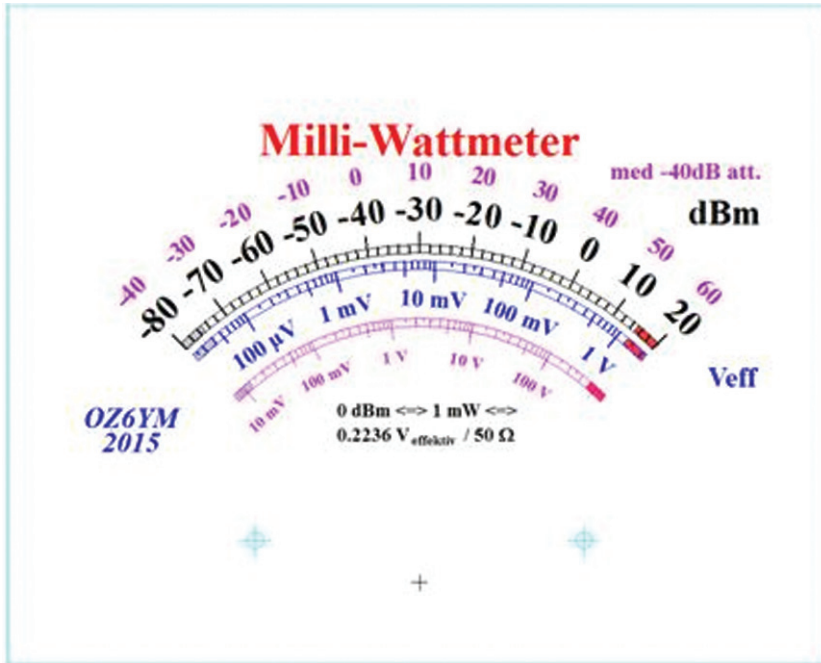 Milli-Wattmeter
med -40dB att.
-40 -30 -20 -10 0 10 20 30 40 50 60
dBm
-80 -70 -60 -50 -40 -30 -20 -10 0 10 20
100 µV 1 mV 10 mV 100 mV 1 V
Veff
10 mV 100 mV 1 V 10 V 100 V
OZ6YM
2015
0 dBm <=> 1 mW <=>
0.2236 V effektiv / 50 Ω